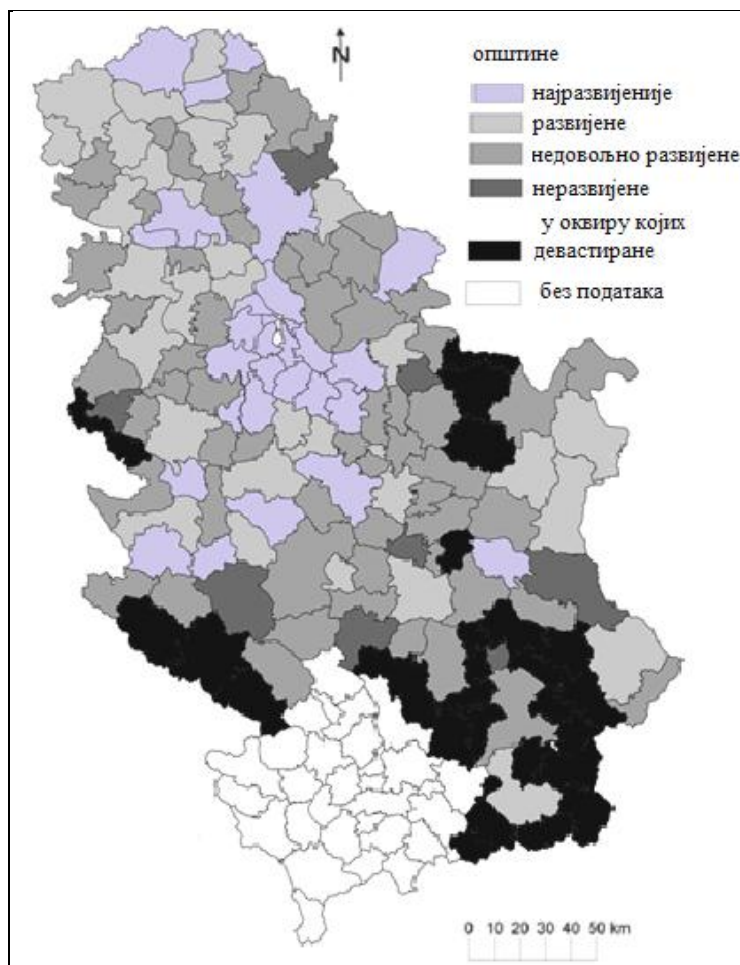 N
општине
најразвијеније
развијене
недовољно развијене
неразвијене
у оквиру којих
девастиране
без података
0 10 20 30 40 50 km